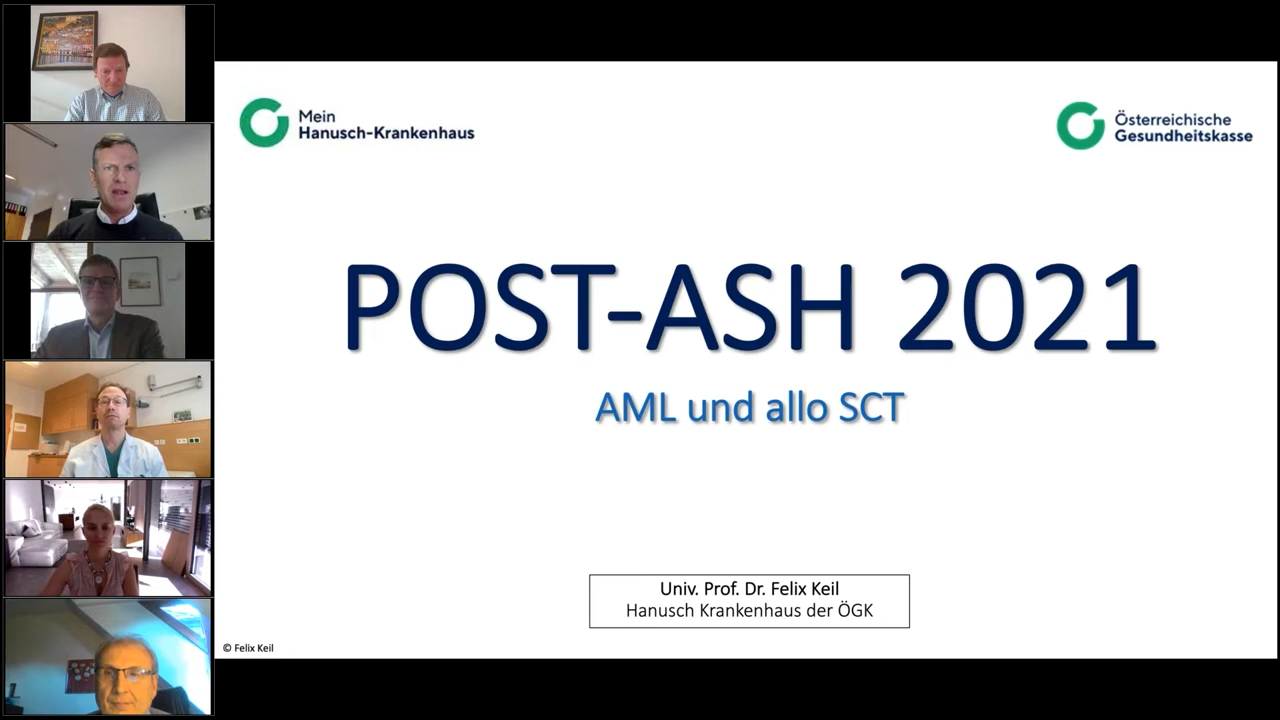 Mein
Hanusch-Krankenhaus
Österreichische
Gesundheitskasse
POST-ASH 2021
AML und allo SCT
Univ. Prof. Dr. Felix Keil
Hanusch Krankenhaus der ÖGK
© Felix Keil